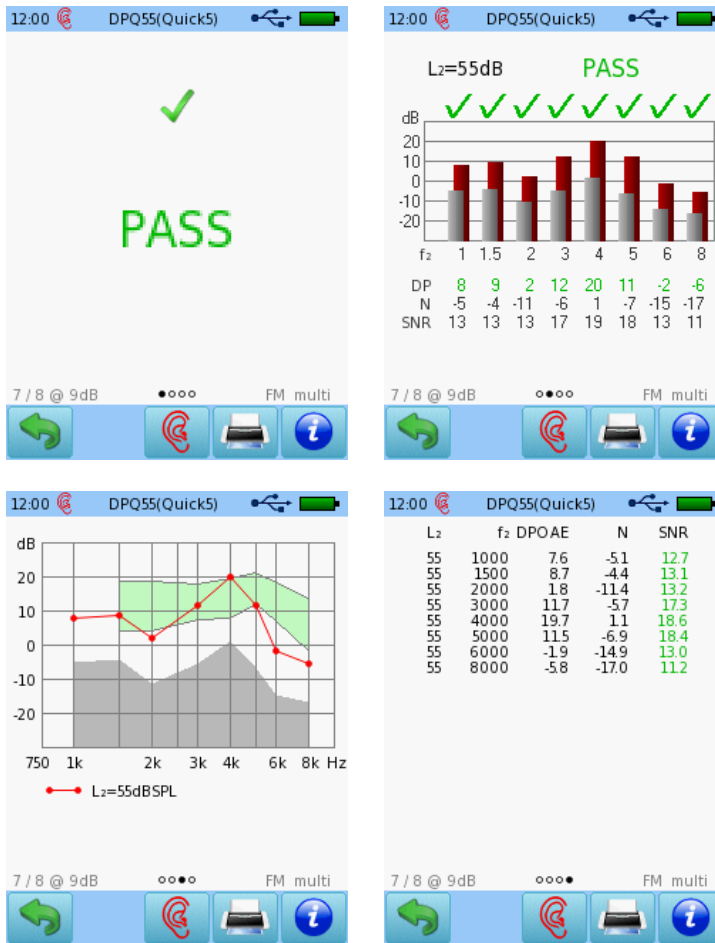 12:00 DPQ55(Quick5)
PASS
7 / 8 @ 9dB FM multi
12:00 DPQ55(Quick5)
L₂=55dB PASS
dB
20
10
0
-10
-20
f₂ 1 1.5 2 3 4 5 6 8
DP 8 9 2 12 20 11 -2 -6
N -5 -4 -11 -6 1 -7 -15 -17
SNR 13 13 13 17 19 18 13 11
7 / 8 @ 9dB FM multi
12:00 DPQ55(Quick5)
dB
20
10
0
-10
-20
750 1k 2k 3k 4k 6k 8k Hz
L₂=55dBSPL
7 / 8 @ 9dB FM multi
12:00 DPQ55(Quick5)
L₂ f₂ DPOAE N SNR
55 1000 7.6 -5.1 12.7
55 1500 8.7 -4.4 13.1
55 2000 1.8 -11.4 13.2
55 3000 11.7 -5.7 17.3
55 4000 19.7 1.1 18.6
55 5000 11.5 -6.9 18.4
55 6000 -1.9 -14.9 13.0
55 8000 -5.8 -17.0 11.2
7 / 8 @ 9dB FM multi